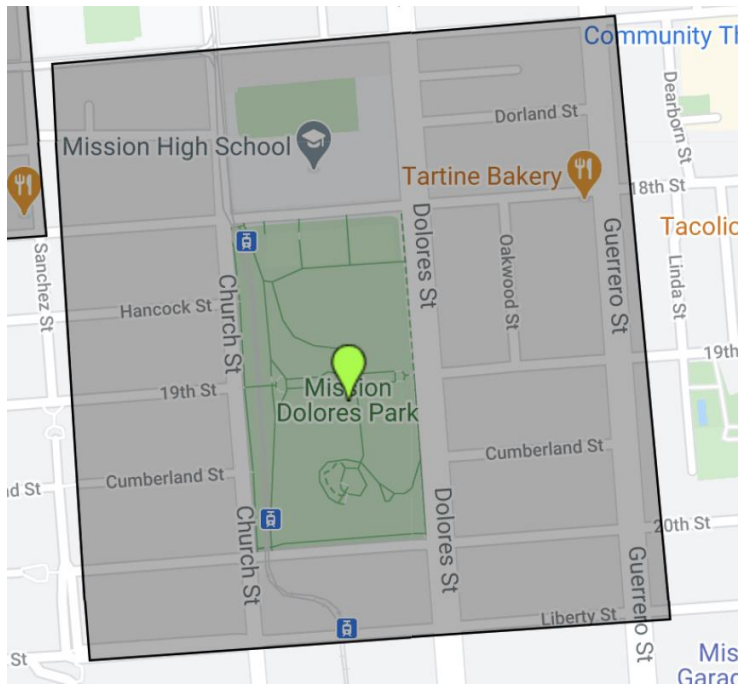 Community Th
Dearborn St
Dorland St
Mission High School
Tartine Bakery
18th St
Tacolic
Sanchez St
Church St
Dolores St
Oakwood St
Guerrero St
Linda St
Hancock St
19th
19th St
Mission
Dolores Park
Cumberland St
Cumberland St
nd St
Church St
Dolores St
20th St
Guerrero St
Liberty St
St
Mis
Garag